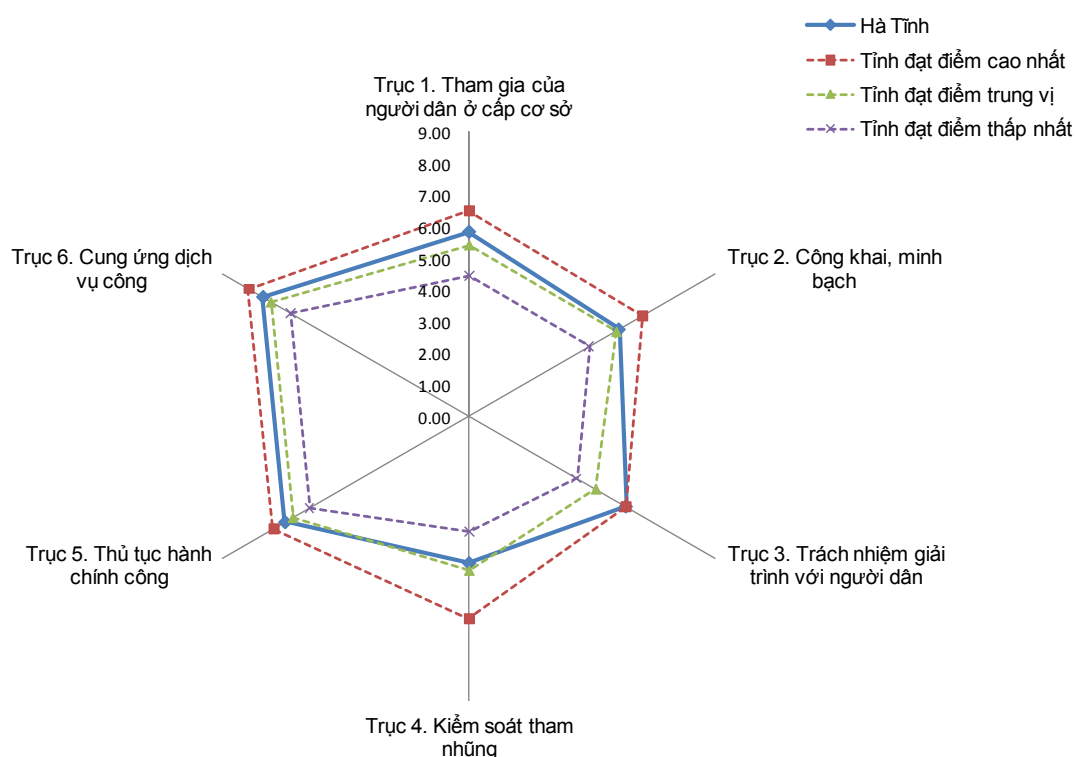 Hà Tĩnh
Tỉnh đạt điểm cao nhất
Tỉnh đạt điểm trung vị
Tỉnh đạt điểm thấp nhất
Trục 1. Tham gia của
người dân ở cấp cơ sở
9.00
8.00
7.00
6.00
5.00
4.00
3.00
2.00
1.00
0.00
Trục 2. Công khai, minh
bạch
Trục 3. Trách nhiệm giải
trình với người dân
Trục 4. Kiểm soát tham
nhũng
Trục 5. Thủ tục hành
chính công
Trục 6. Cung ứng dịch
vụ công